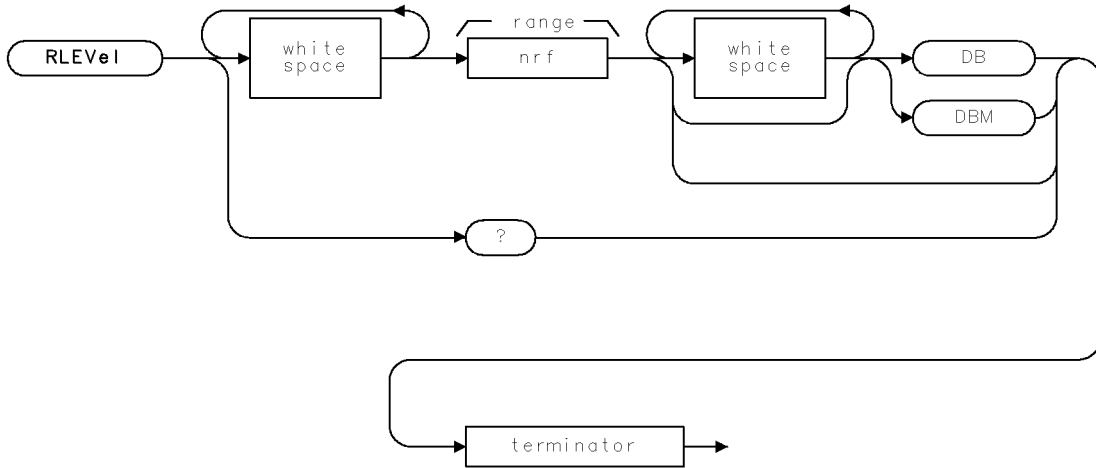 range
RLEVel
white
space
nrf
white
space
DB
DBM
?
terminator